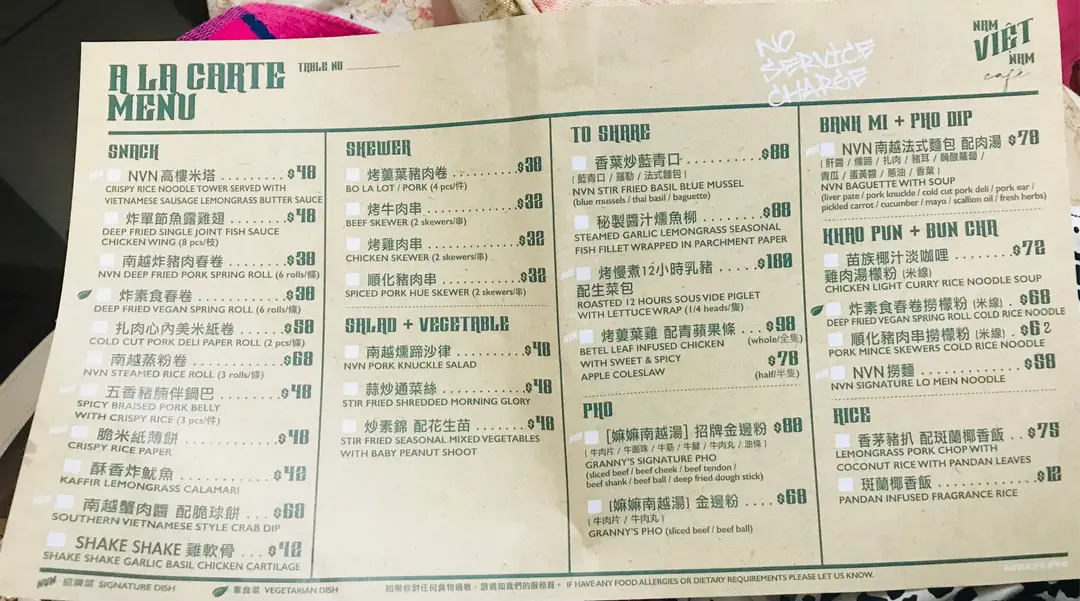 A LA CARTE
MENU
TABLE NO
NO
SERVICE
CHARGE
NAM
VIỆT
NAM
café
SNACK
NVN 高樓米塔 $48
CRISPY RICE NOODLE TOWER SERVED WITH
VIETNAMESE SAUSAGE LEMONGRASS BUTTER SAUCE
炸單節魚露雞翅 $48
DEEP FRIED SINGLE JOINT FISH SAUCE
CHICKEN WING (8 pcs/枝)
南越炸豬肉春卷 $38
NVN DEEP FRIED PORK SPRING ROLL (6 rolls/條)
炸素食春卷 $38
DEEP FRIED VEGAN SPRING ROLL (6 rolls/條)
扎肉心內美米紙卷 $58
COLD CUT PORK DELI PAPER ROLL (2 pcs/條)
南越蒸粉卷 $68
NVN STEAMED RICE ROLL (3 rolls/條)
五香豬腩伴鍋巴 $48
SPICY BRAISED PORK BELLY
WITH CRISPY RICE (3 pcs/件)
脆米紙薄餅 $48
CRISPY RICE PAPER
酥香炸魷魚 $42
KAFFIR LEMONGRASS CALAMARI
南越蟹肉醬 配脆球餅 $68
SOUTHERN VIETNAMESE STYLE CRAB DIP
SHAKE SHAKE 雞軟骨 $42
SHAKE SHAKE GARLIC BASIL CHICKEN CARTILAGE
SKEWER
烤蔞葉豬肉卷 $38
BO LA LOT / PORK (4 pcs/件)
烤牛肉串 $32
BEEF SKEWER (2 skewers/串)
烤雞肉串 $32
CHICKEN SKEWER (2 skewers/串)
順化豬肉串 $32
SPICED PORK HUE SKEWER (2 skewers/串)
SALAD + VEGETABLE
南越燻蹄沙律 $48
NVN PORK KNUCKLE SALAD
蒜炒通菜絲 $48
STIR FRIED SHREDDED MORNING GLORY
炒素錦 配花生苗 $48
STIR FRIED SEASONAL MIXED VEGETABLES
WITH BABY PEANUT SHOOT
TO SHARE
香葉炒藍青口 $88
( 藍青口 / 羅勒 / 法式麵包 )
NVN STIR FRIED BASIL BLUE MUSSEL
(blue mussels / thai basil / baguette)
秘製醬汁燻魚柳 $88
STEAMED GARLIC LEMONGRASS SEASONAL
FISH FILLET WRAPPED IN PARCHMENT PAPER
烤慢煮12小時乳豬 $180
配生菜包
ROASTED 12 HOURS SOUS VIDE PIGLET
WITH LETTUCE WRAP (1/4 heads/隻)
烤蔞葉雞 配青蘋果條 $98
BETEL LEAF INFUSED CHICKEN (whole/全隻)
WITH SWEET & SPICY $78
APPLE COLESLAW (half/半隻)
PHO
[嫲嫲南越湯] 招牌金邊粉 $88
( 牛肉片 / 牛面珠 / 牛筋 / 牛𦟌 / 牛肉丸 / 油條 )
GRANNY'S SIGNATURE PHO
(sliced beef / beef cheek / beef tendon /
beef shank / beef ball / deep fried dough stick)
[嫲嫲南越湯] 金邊粉 $68
( 牛肉片 / 牛肉丸 )
GRANNY'S PHO (sliced beef / beef ball)
BANH MI + PHO DIP
NVN 南越法式麵包 配肉湯 $78
( 肝醬 / 燻蹄 / 扎肉 / 豬耳 / 醃酸蘿蔔 /
青瓜 / 蛋黃醬 / 蔥油 / 香葉 )
NVN BAGUETTE WITH SOUP
(liver pate / pork knuckle / cold cut pork deli / pork ear /
pickled carrot / cucumber / mayo / scallion oil / fresh herbs)
KHAO PUN + BUN CHA
苗族椰汁淡咖哩 $72
雞肉湯檬粉 (米線)
CHICKEN LIGHT CURRY RICE NOODLE SOUP
炸素食春卷撈檬粉 (米線) $68
DEEP FRIED VEGAN SPRING ROLL COLD RICE NOODLE
順化豬肉串撈檬粉 (米線) $62
PORK MINCE SKEWERS COLD RICE NOODLE
NVN 撈麵 $58
NVN SIGNATURE LO MEIN NOODLE
RICE
香茅豬扒 配斑蘭椰香飯 $75
LEMONGRASS PORK CHOP WITH
COCONUT RICE WITH PANDAN LEAVES
斑蘭椰香飯 $12
PANDAN INFUSED FRAGRANCE RICE
NVN 招牌菜 SIGNATURE DISH
素食菜 VEGETARIAN DISH
如果你對任何食物過敏，請通知我們的服務員。 IF HAVE ANY FOOD ALLERGIES OR DIETARY REQUIREMENTS PLEASE LET US KNOW.